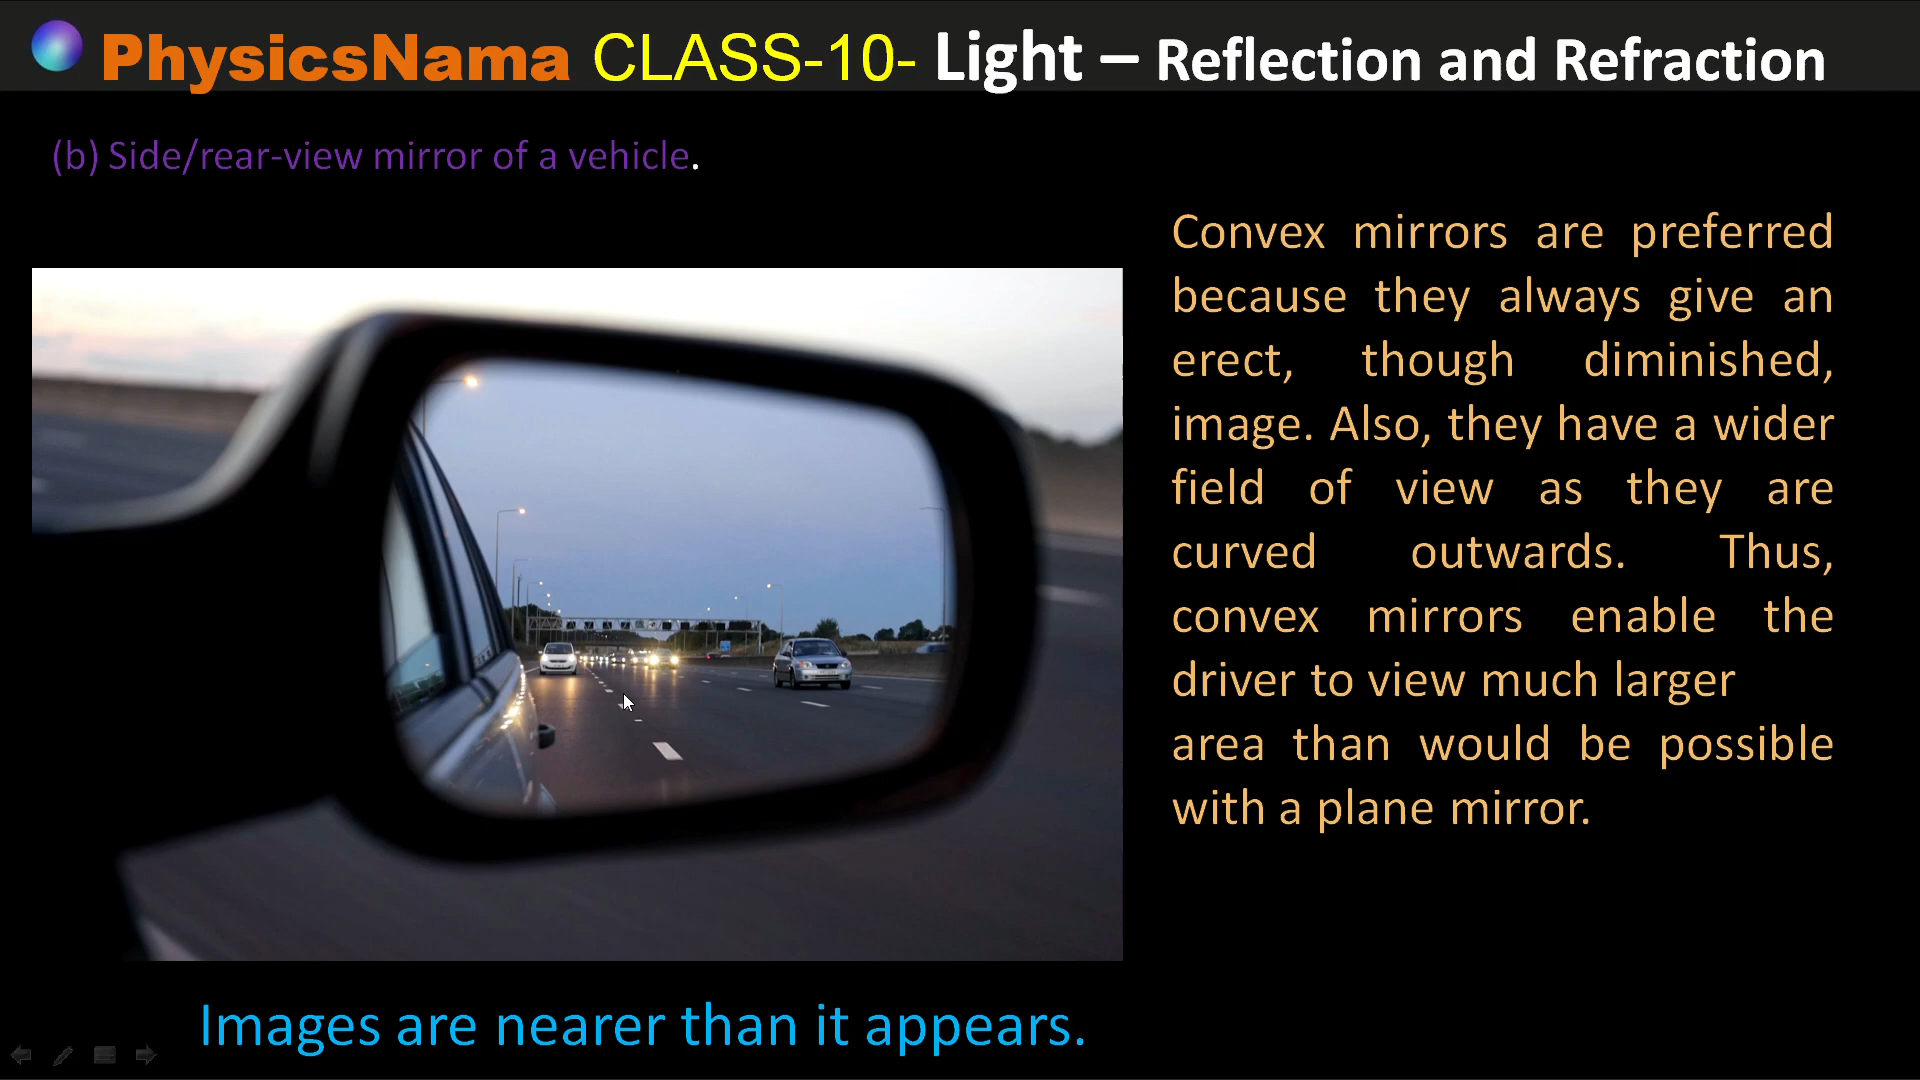 PhysicsNama CLASS-10- Light – Reflection and Refraction
(b) Side/rear-view mirror of a vehicle.
Convex mirrors are preferred
because they always give an
erect, though diminished,
image. Also, they have a wider
field of view as they are
curved outwards. Thus,
convex mirrors enable the
driver to view much larger
area than would be possible
with a plane mirror.
Images are nearer than it appears.